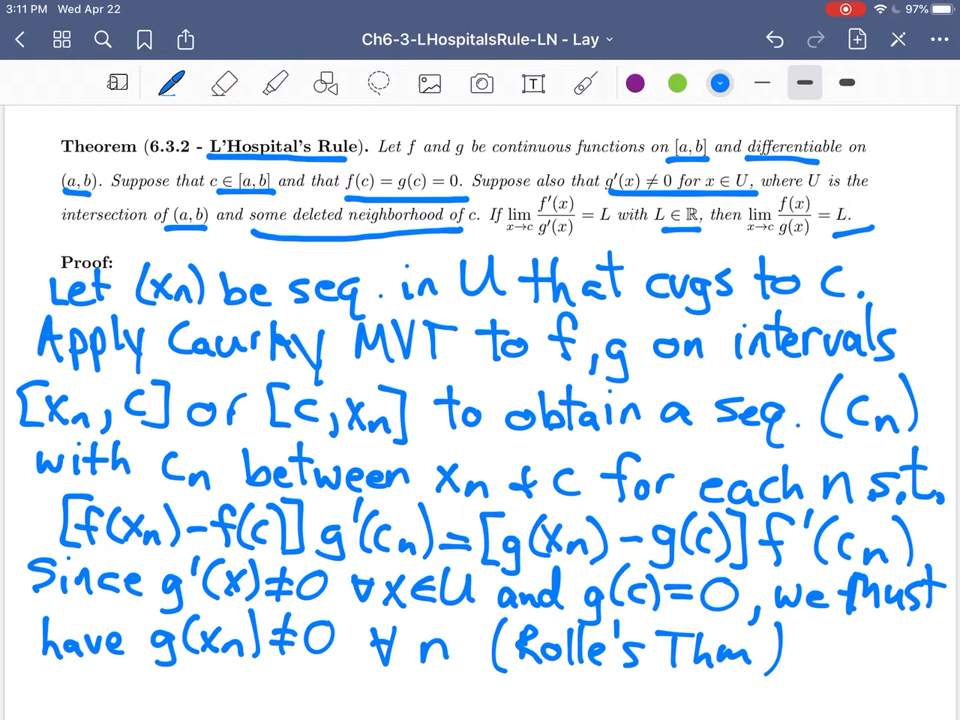 3:11 PM Wed Apr 22 97%
Ch6-3-LHospitalsRule-LN - Lay
T
Theorem (6.3.2 - L'Hospital's Rule). Let f and g be continuous functions on [a, b] and differentiable on
(a, b). Suppose that c ∈ [a, b] and that f(c) = g(c) = 0. Suppose also that g′(x) ≠ 0 for x ∈ U, where U is the
intersection of (a, b) and some deleted neighborhood of c. If lim x→c f′(x)/g′(x) = L with L ∈ ℝ, then lim x→c f(x)/g(x) = L.
Proof:
Let (xn) be seq. in U that cvgs to c.
Apply Caurhy MVT to f, g on intervals
[xn, c] or [c, xn] to obtain a seq. (cn)
with cn between xn & c for each n s.t.
[f(xn) - f(c)] g'(cn) = [g(xn) - g(c)] f'(cn)
Since g'(x) ≠ 0 ∀ x ∈ U and g(c) = 0, we must
have g(xn) ≠ 0 ∀ n (Rolle's Thm)